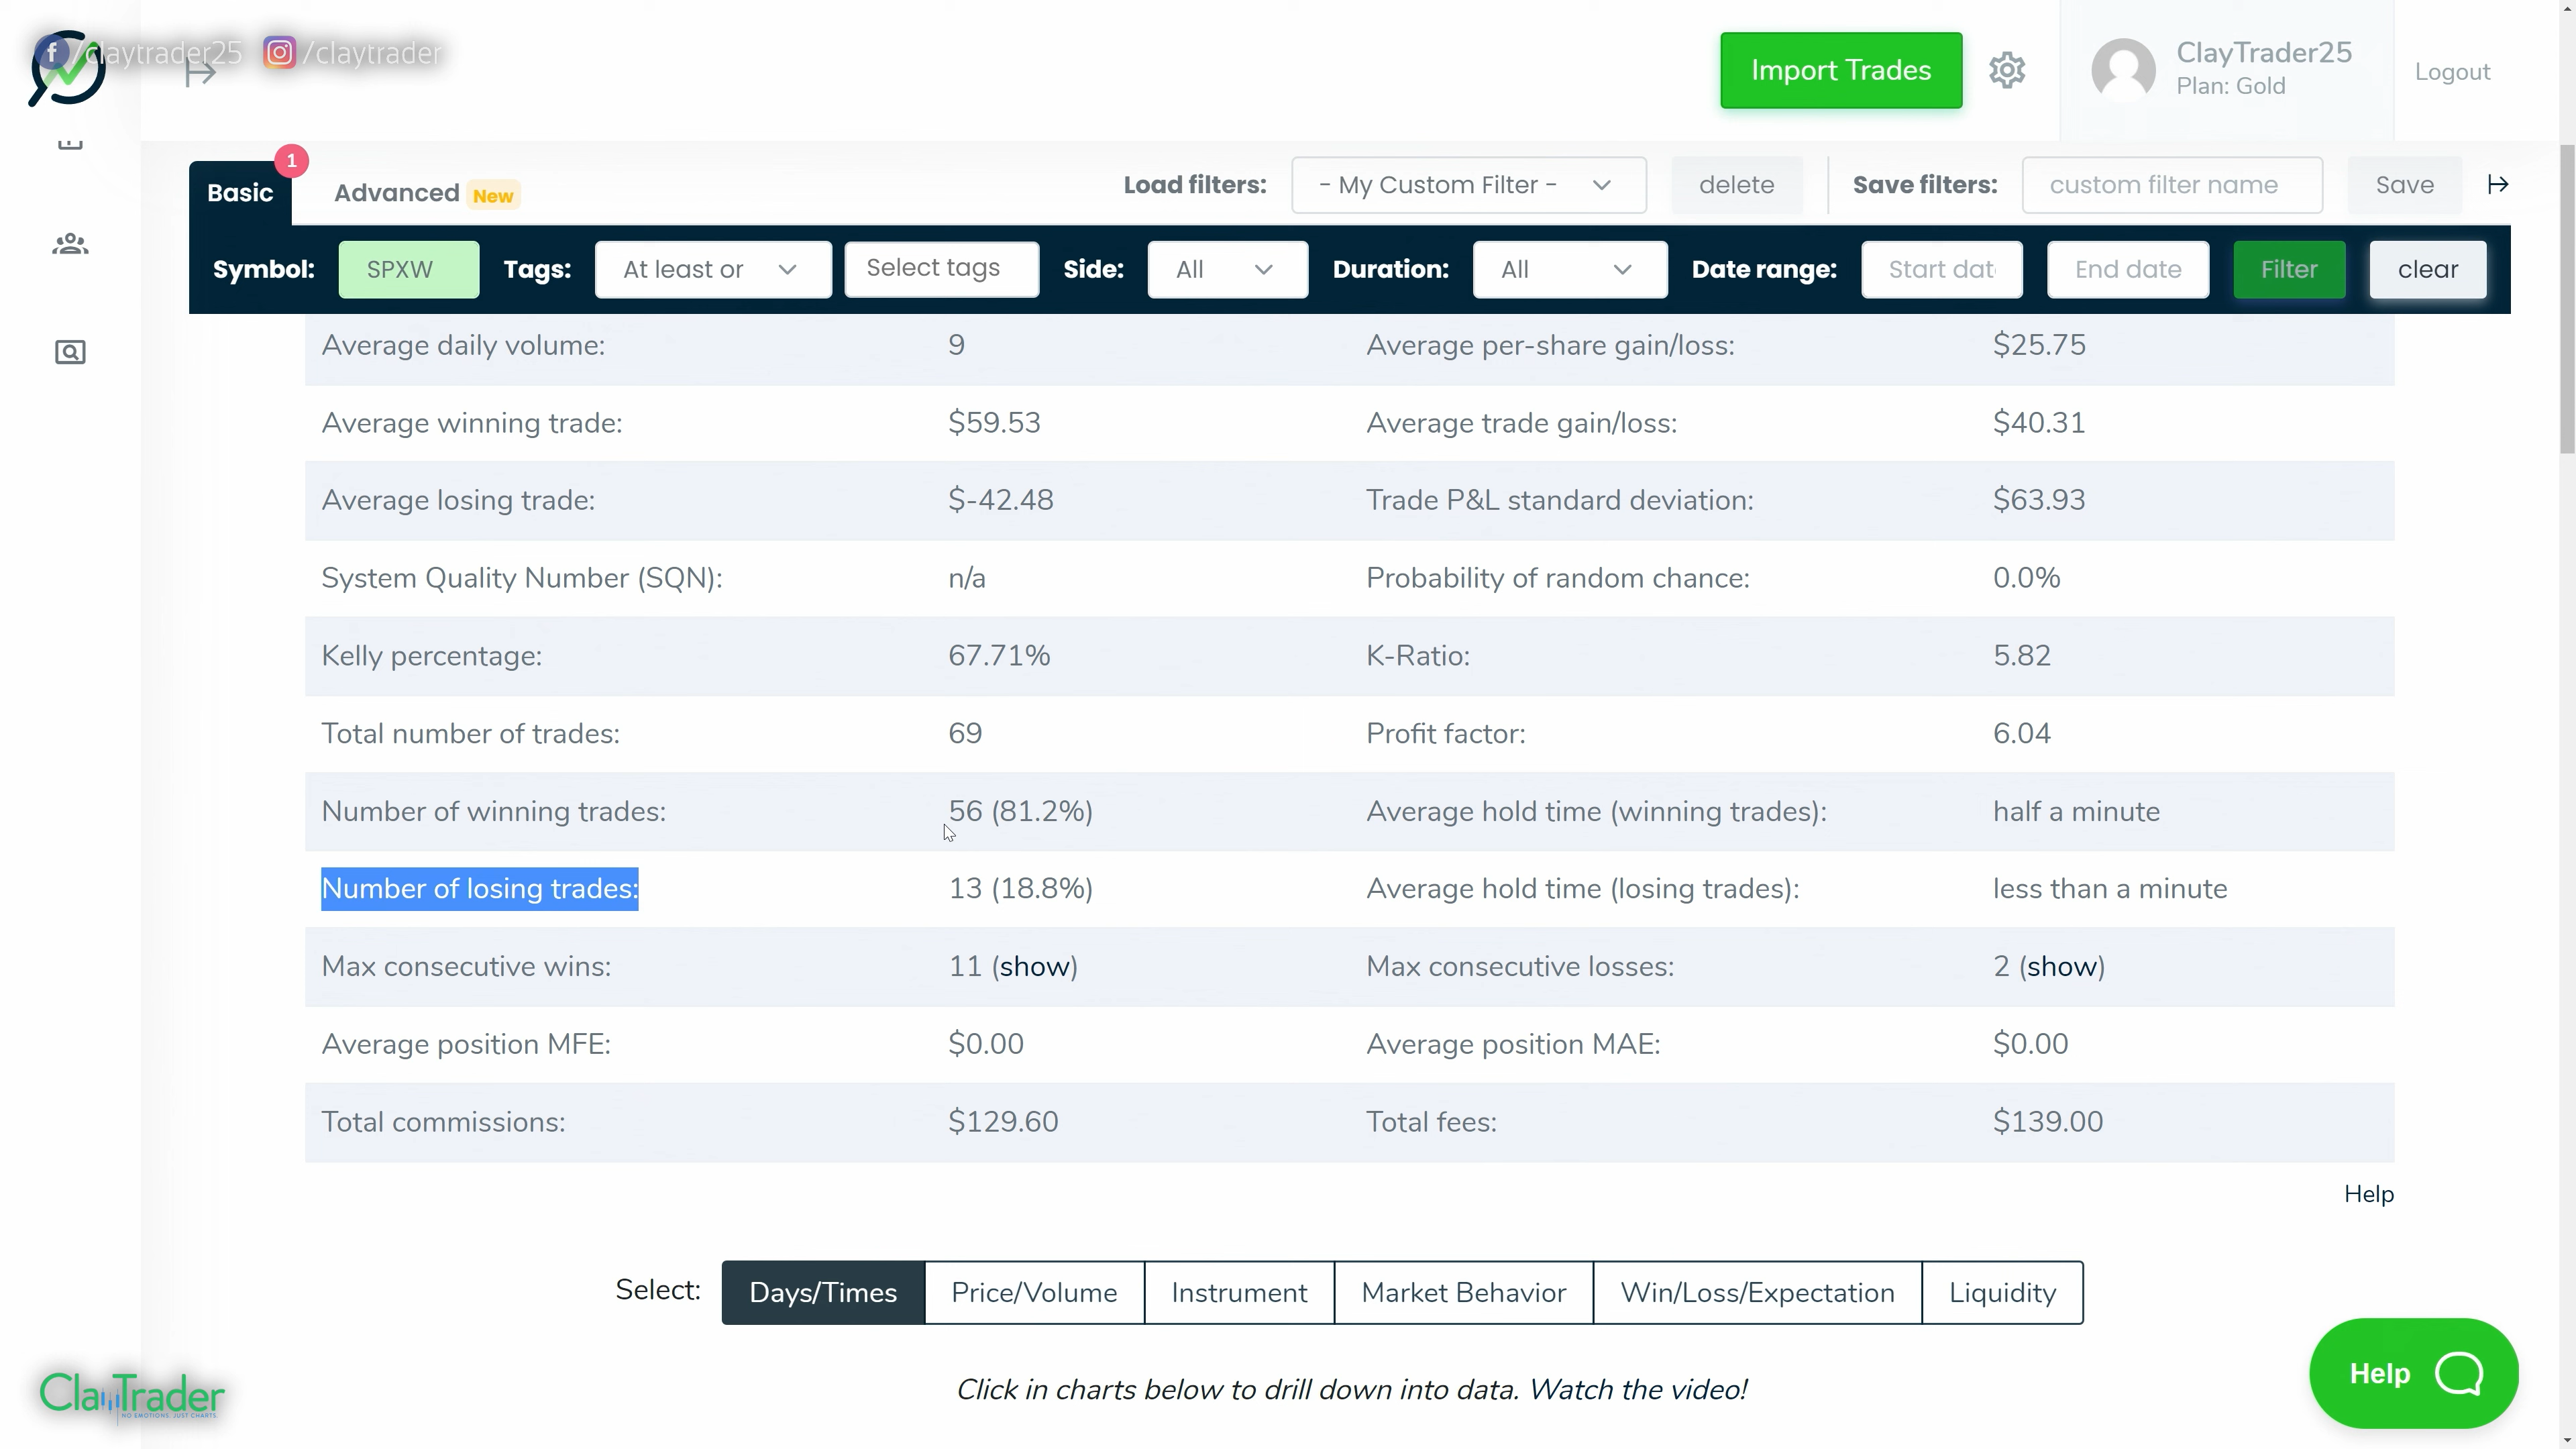 /claytrader25 /claytrader
Import Trades
ClayTrader25
Plan: Gold
Logout
1
Basic
Advanced New
Load filters: - My Custom Filter - delete Save filters: custom filter name Save
Symbol: SPXW Tags: At least or Select tags Side: All Duration: All Date range: Start dat End date Filter clear
Average daily volume: 9 Average per-share gain/loss: $25.75
Average winning trade: $59.53 Average trade gain/loss: $40.31
Average losing trade: $-42.48 Trade P&L standard deviation: $63.93
System Quality Number (SQN): n/a Probability of random chance: 0.0%
Kelly percentage: 67.71% K-Ratio: 5.82
Total number of trades: 69 Profit factor: 6.04
Number of winning trades: 56 (81.2%) Average hold time (winning trades): half a minute
Number of losing trades: 13 (18.8%) Average hold time (losing trades): less than a minute
Max consecutive wins: 11 (show) Max consecutive losses: 2 (show)
Average position MFE: $0.00 Average position MAE: $0.00
Total commissions: $129.60 Total fees: $139.00
Help
Select: Days/Times Price/Volume Instrument Market Behavior Win/Loss/Expectation Liquidity
Click in charts below to drill down into data. Watch the video!
Help
ClayTrader
NO EMOTIONS. JUST CHARTS.